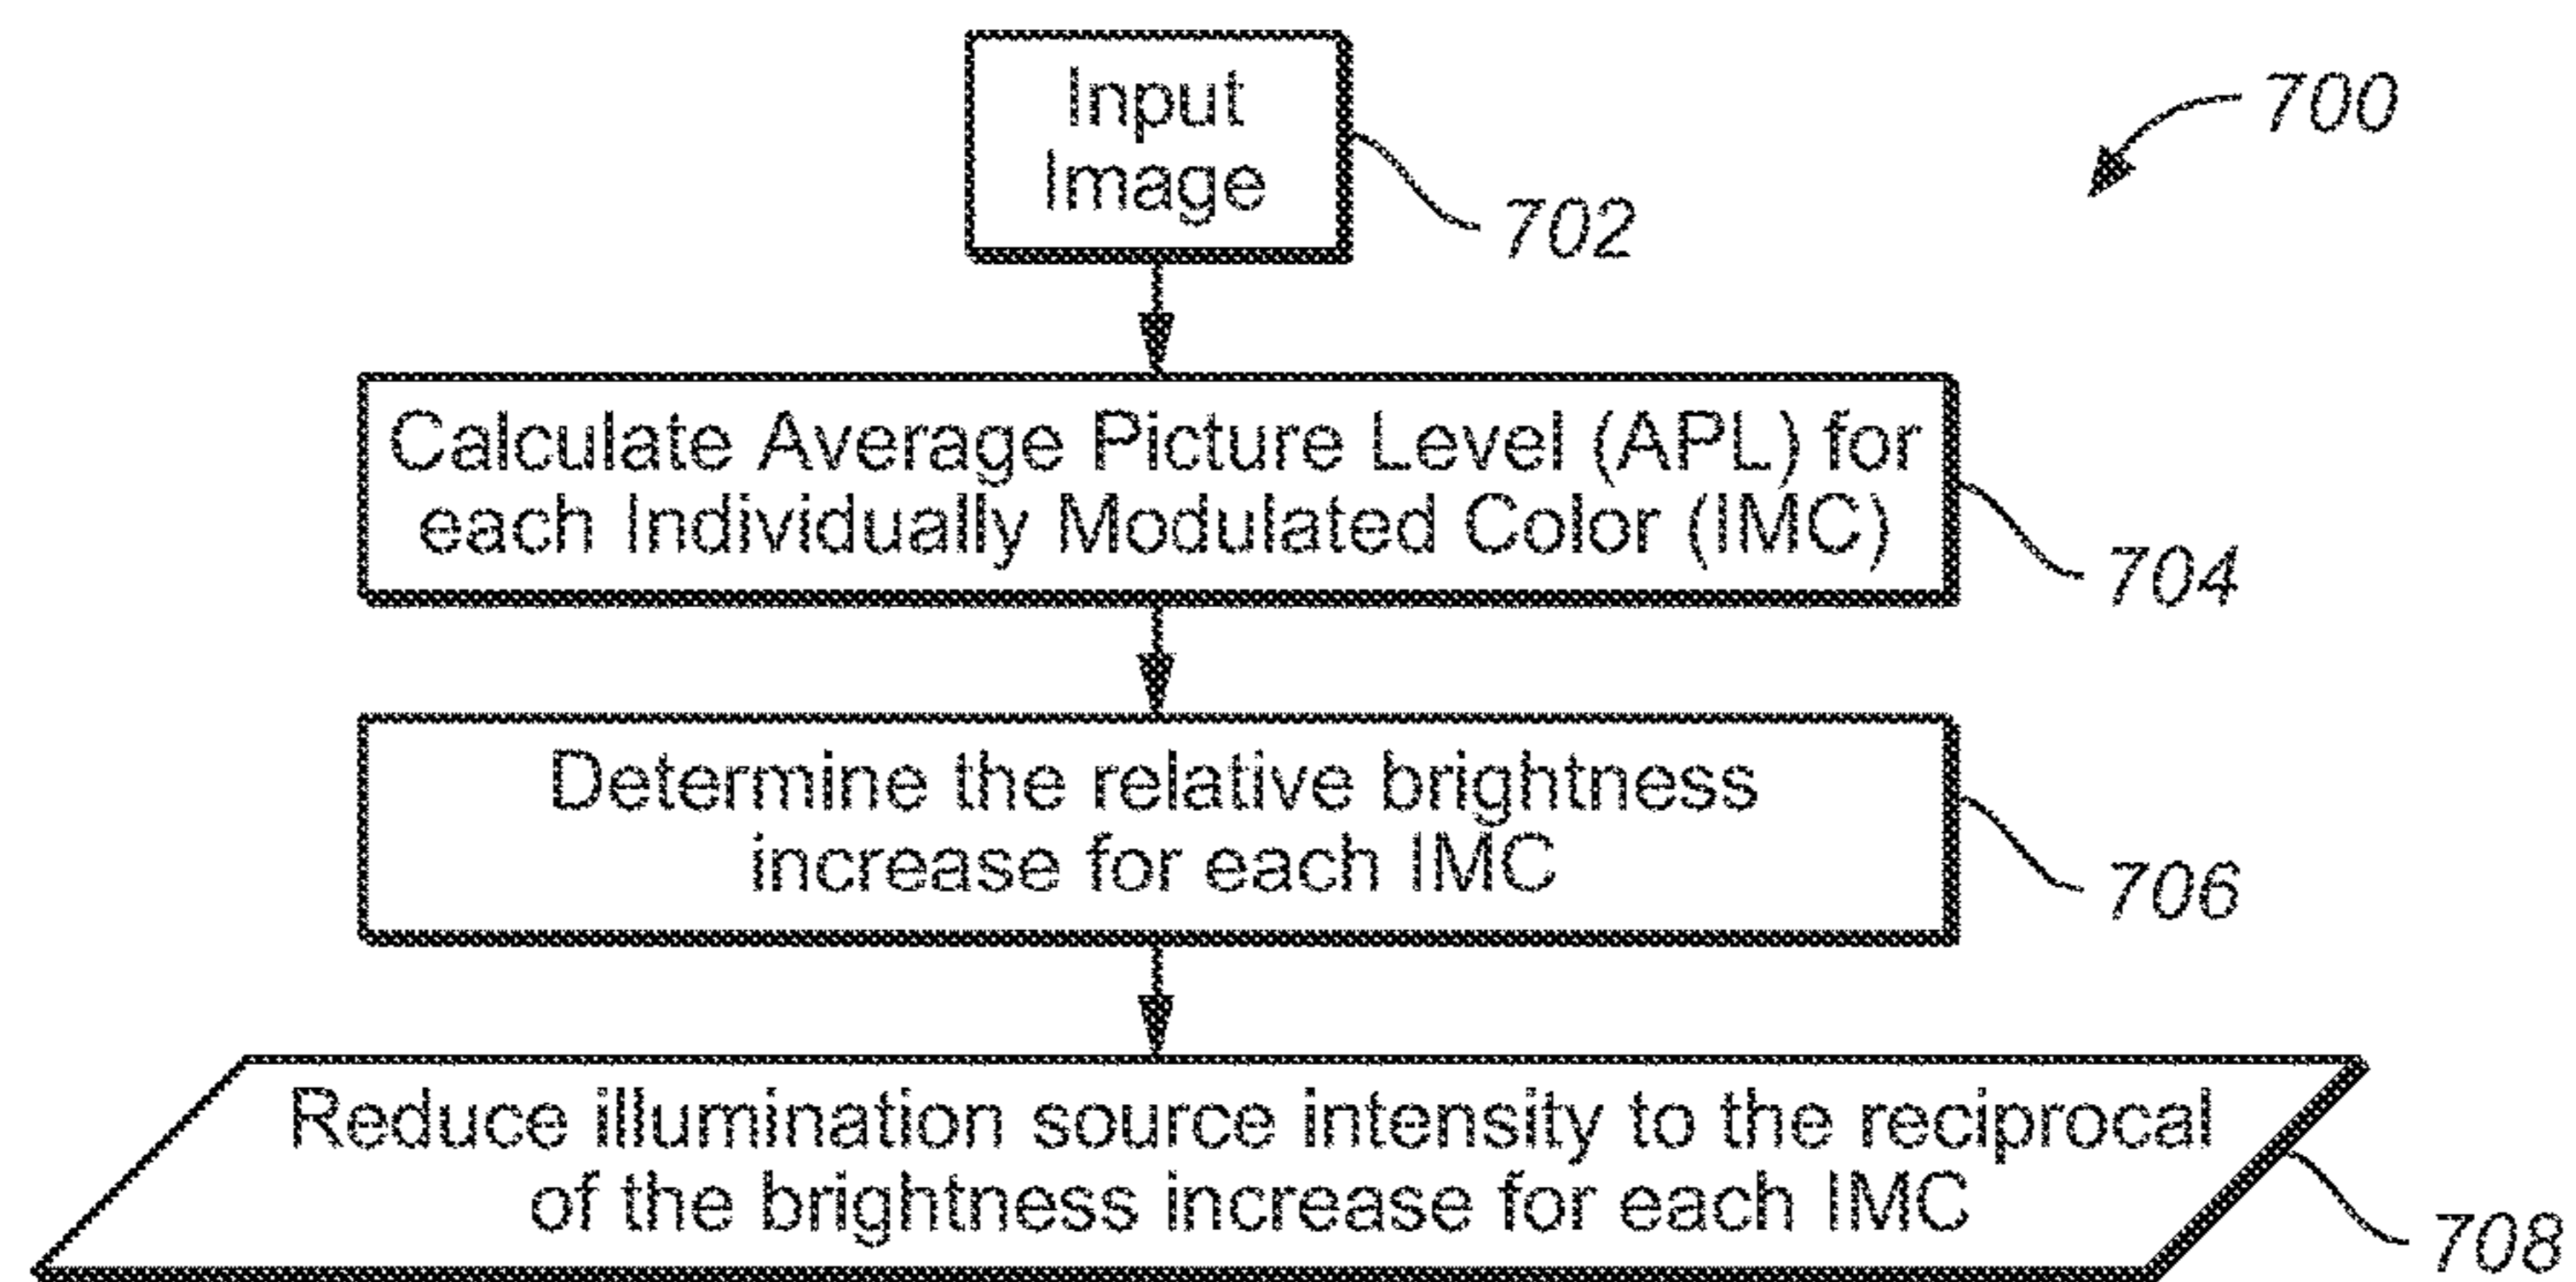 Input
Image
700
702
Calculate Average Picture Level (APL) for
each Individually Modulated Color (IMC)
704
Determine the relative brightness
increase for each IMC
706
Reduce illumination source intensity to the reciprocal
of the brightness increase for each IMC
708